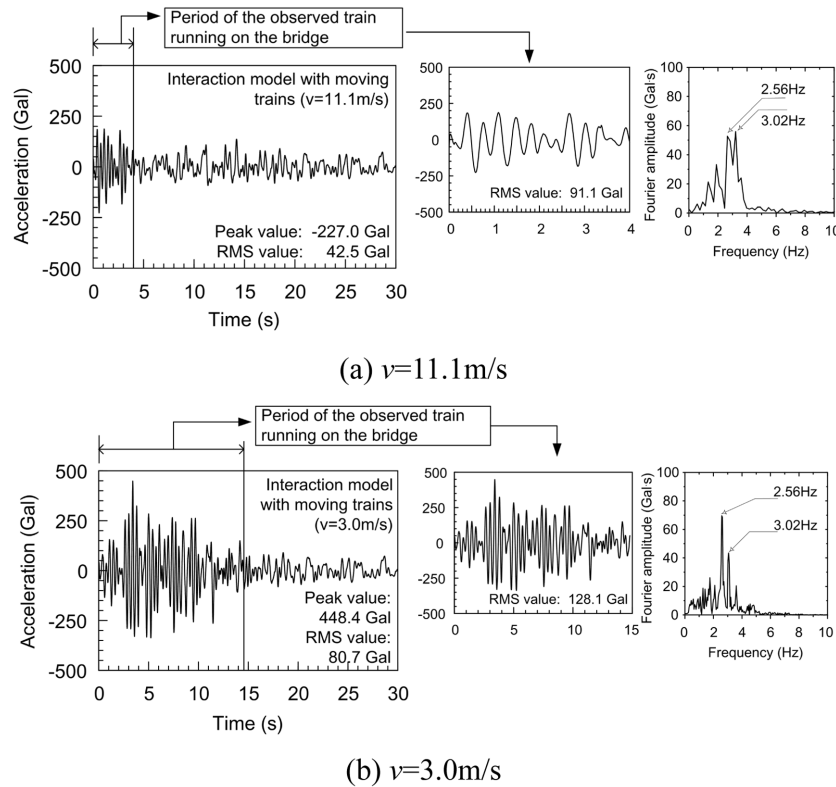 Period of the observed train
running on the bridge
500
250
0
-250
-500
Acceleration (Gal)
Interaction model with moving
trains (v=11.1m/s)
Peak value: -227.0 Gal
RMS value: 42.5 Gal
0 5 10 15 20 25 30
Time (s)
500
250
0
-250
-500
RMS value: 91.1 Gal
0 1 2 3 4
100
80
60
40
20
0
Fourier amplitude (Gal·s)
2.56Hz
3.02Hz
0 2 4 6 8 10
Frequency (Hz)
(a) v=11.1m/s
Period of the observed train
running on the bridge
500
250
0
-250
-500
Acceleration (Gal)
Interaction model
with moving trains
(v=3.0m/s)
Peak value:
448.4 Gal
RMS value:
80.7 Gal
0 5 10 15 20 25 30
Time (s)
500
250
0
-250
-500
RMS value: 128.1 Gal
0 5 10 15
100
80
60
40
20
0
Fourier amplitude (Gal·s)
2.56Hz
3.02Hz
0 2 4 6 8 10
Frequency (Hz)
(b) v=3.0m/s